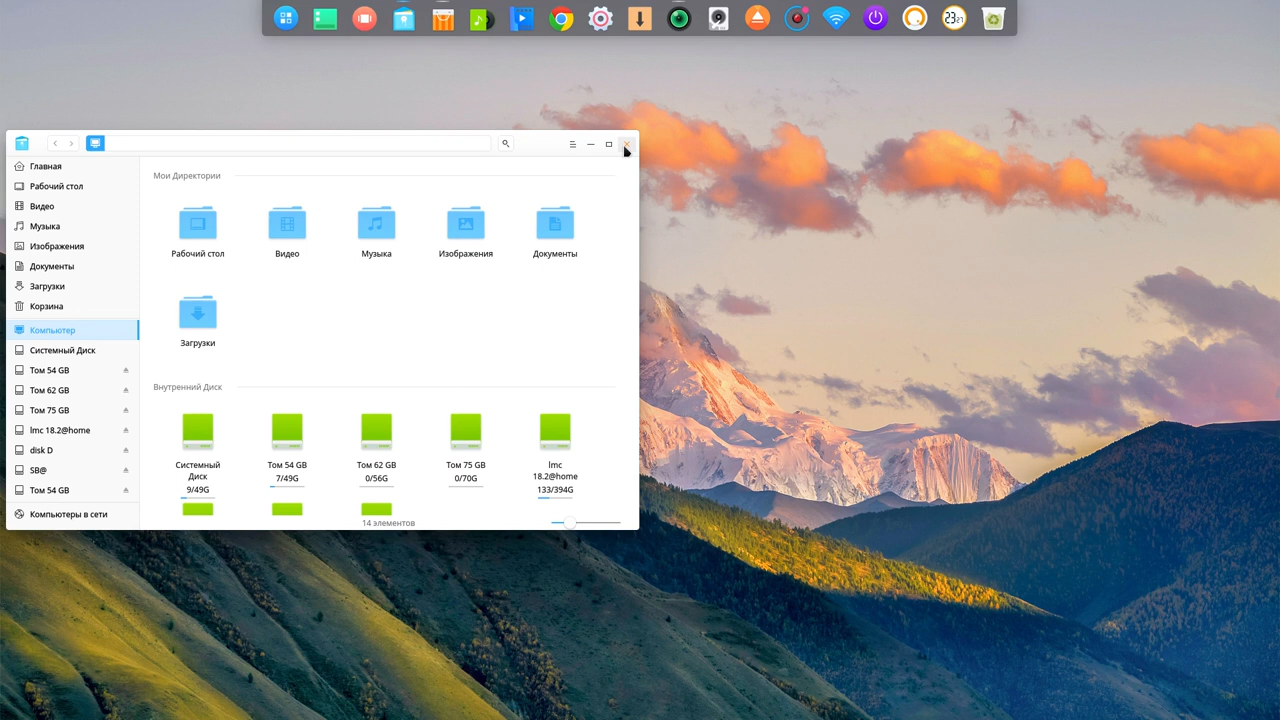 23 27
Главная
Рабочий стол
Видео
Музыка
Изображения
Документы
Загрузки
Корзина
Компьютер
Системный Диск
Том 54 GB
Том 62 GB
Том 75 GB
lmc 18.2@home
disk D
SB@
Том 54 GB
Компьютеры в сети
Мои Директории
Рабочий стол
Видео
Музыка
Изображения
Документы
Загрузки
Внутренний Диск
Системный
Диск
9/49G
Том 54 GB
7/49G
Том 62 GB
0/56G
Том 75 GB
0/70G
lmc
18.2@home
133/394G
14 элементов